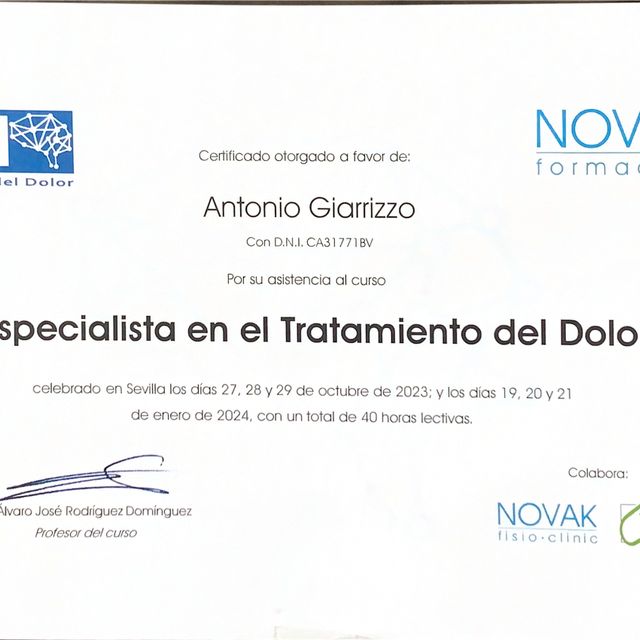 del Dolor
NOV
formac
Certificado otorgado a favor de:
Antonio Giarrizzo
Con D.N.I. CA31771BV
Por su asistencia al curso
specialista en el Tratamiento del Dolo
celebrado en Sevilla los días 27, 28 y 29 de octubre de 2023; y los días 19, 20 y 21
de enero de 2024, con un total de 40 horas lectivas.
Álvaro José Rodríguez Domínguez
Profesor del curso
Colabora:
NOVAK
fisio·clinic